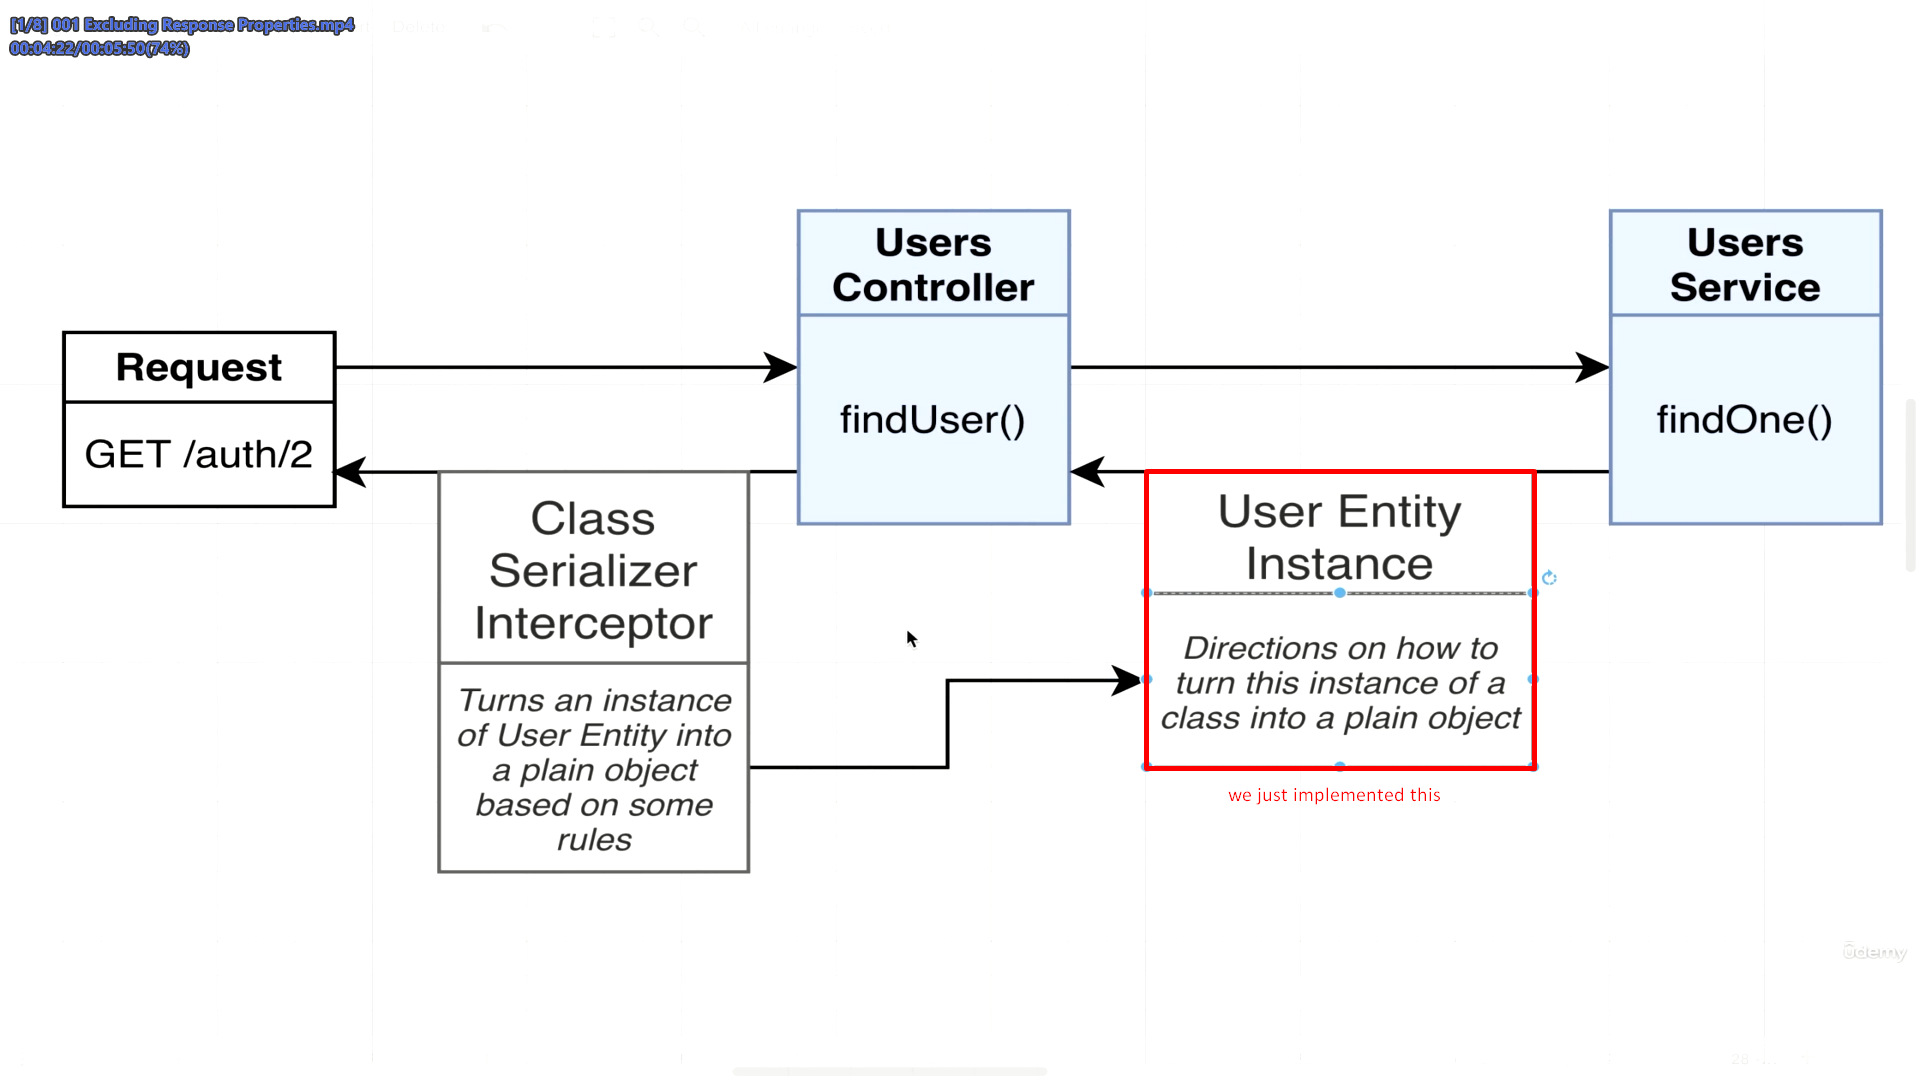 [1/8] 001 Excluding Response Properties.mp4
00:04:22/00:05:50(74%)
Delete
Users
Controller
findUser()
Users
Service
findOne()
Request
GET /auth/2
Class
Serializer
Interceptor
Turns an instance
of User Entity into
a plain object
based on some
rules
User Entity
Instance
Directions on how to
turn this instance of a
class into a plain object
we just implemented this
ûdemy